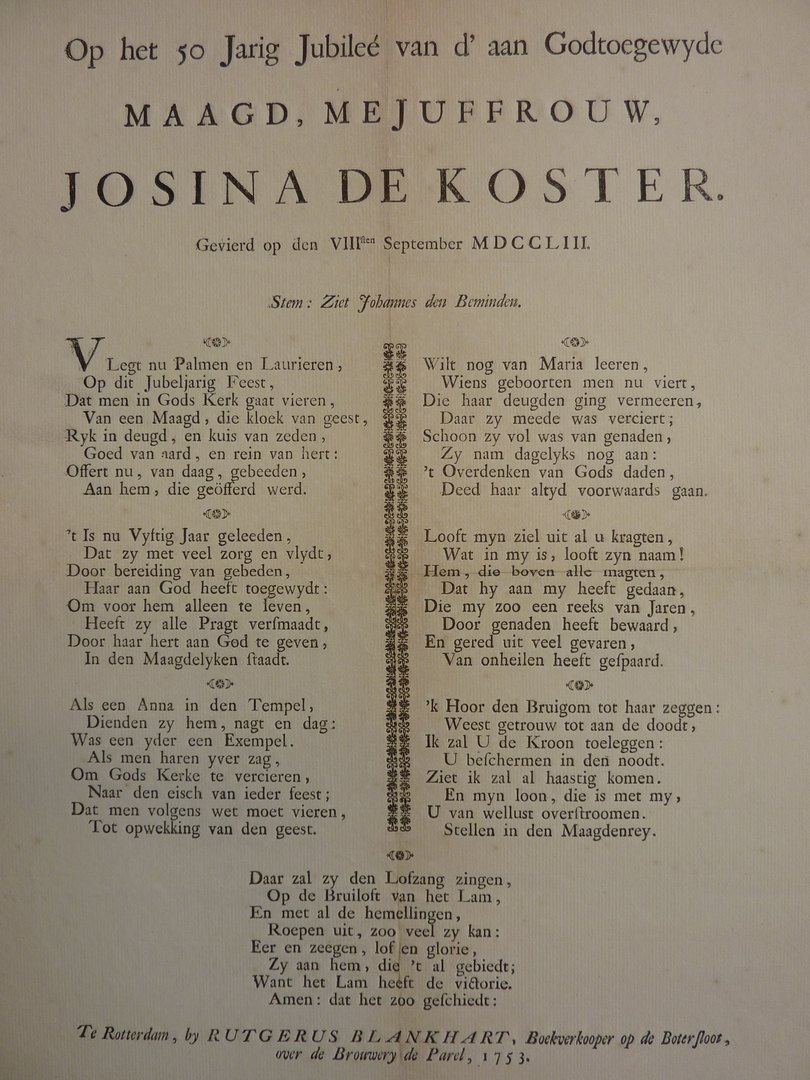 Op het 50 Jarig Jubileé van d' aan Godtoegewyde
MAAGD, MEJUFFROUW,
JOSINA DE KOSTER.
Gevierd op den VIIIſten September MDCCLIII.
Stem: Ziet Johannes den Beminden.
VLegt nu Palmen en Laurieren,
Op dit Jubeljarig Feest,
Dat men in Gods Kerk gaat vieren,
Van een Maagd, die kloek van geest,
Ryk in deugd, en kuis van zeden,
Goed van aard, en rein van hert:
Offert nu, van daag, gebeeden,
Aan hem, die geöfferd werd.
't Is nu Vyftig Jaar geleeden,
Dat zy met veel zorg en vlydt,
Door bereiding van gebeden,
Haar aan God heeft toegewydt:
Om voor hem alleen te leven,
Heeft zy alle Pragt verſmaadt,
Door haar hert aan God te geven,
In den Maagdelyken ſtaadt.
Als een Anna in den Tempel,
Dienden zy hem, nagt en dag:
Was een yder een Exempel.
Als men haren yver zag,
Om Gods Kerke te vercieren,
Naar den eisch van ieder feest;
Dat men volgens wet moet vieren,
Tot opwekking van den geest.
Wilt nog van Maria leeren,
Wiens geboorten men nu viert,
Die haar deugden ging vermeeren,
Daar zy meede was verciert;
Schoon zy vol was van genaden,
Zy nam dagelyks nog aan:
't Overdenken van Gods daden,
Deed haar altyd voorwaards gaan.
Looft myn ziel uit al u kragten,
Wat in my is, looft zyn naam!
Hem, die boven alle magten,
Dat hy aan my heeft gedaan,
Die my zoo een reeks van Jaren,
Door genaden heeft bewaard,
En gered uit veel gevaren,
Van onheilen heeft geſpaard.
'k Hoor den Bruigom tot haar zeggen:
Weest getrouw tot aan de doodt,
Ik zal U de Kroon toeleggen:
U beſchermen in den noodt.
Ziet ik zal al haastig komen.
En myn loon, die is met my,
U van wellust overſtroomen.
Stellen in den Maagdenrey.
Daar zal zy den Lofzang zingen,
Op de Bruiloft van het Lam,
En met al de hemellingen,
Roepen uit, zoo veel zy kan:
Eer en zeegen, lof en glorie,
Zy aan hem, die 't al gebiedt;
Want het Lam heeft de victorie.
Amen: dat het zoo geſchiedt:
Te Rotterdam, by RUTGERUS BLANKHART, Boekverkooper op de Boterſloot,
over de Brouwery de Parel, 1753.